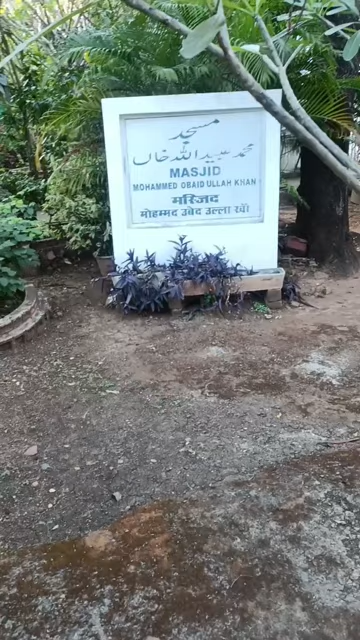 مسجد
محمد عبید اللہ خاں
MASJID
MOHAMMED OBAID ULLAH KHAN
मस्जिद
मोहम्मद उबेद उल्ला खाँ